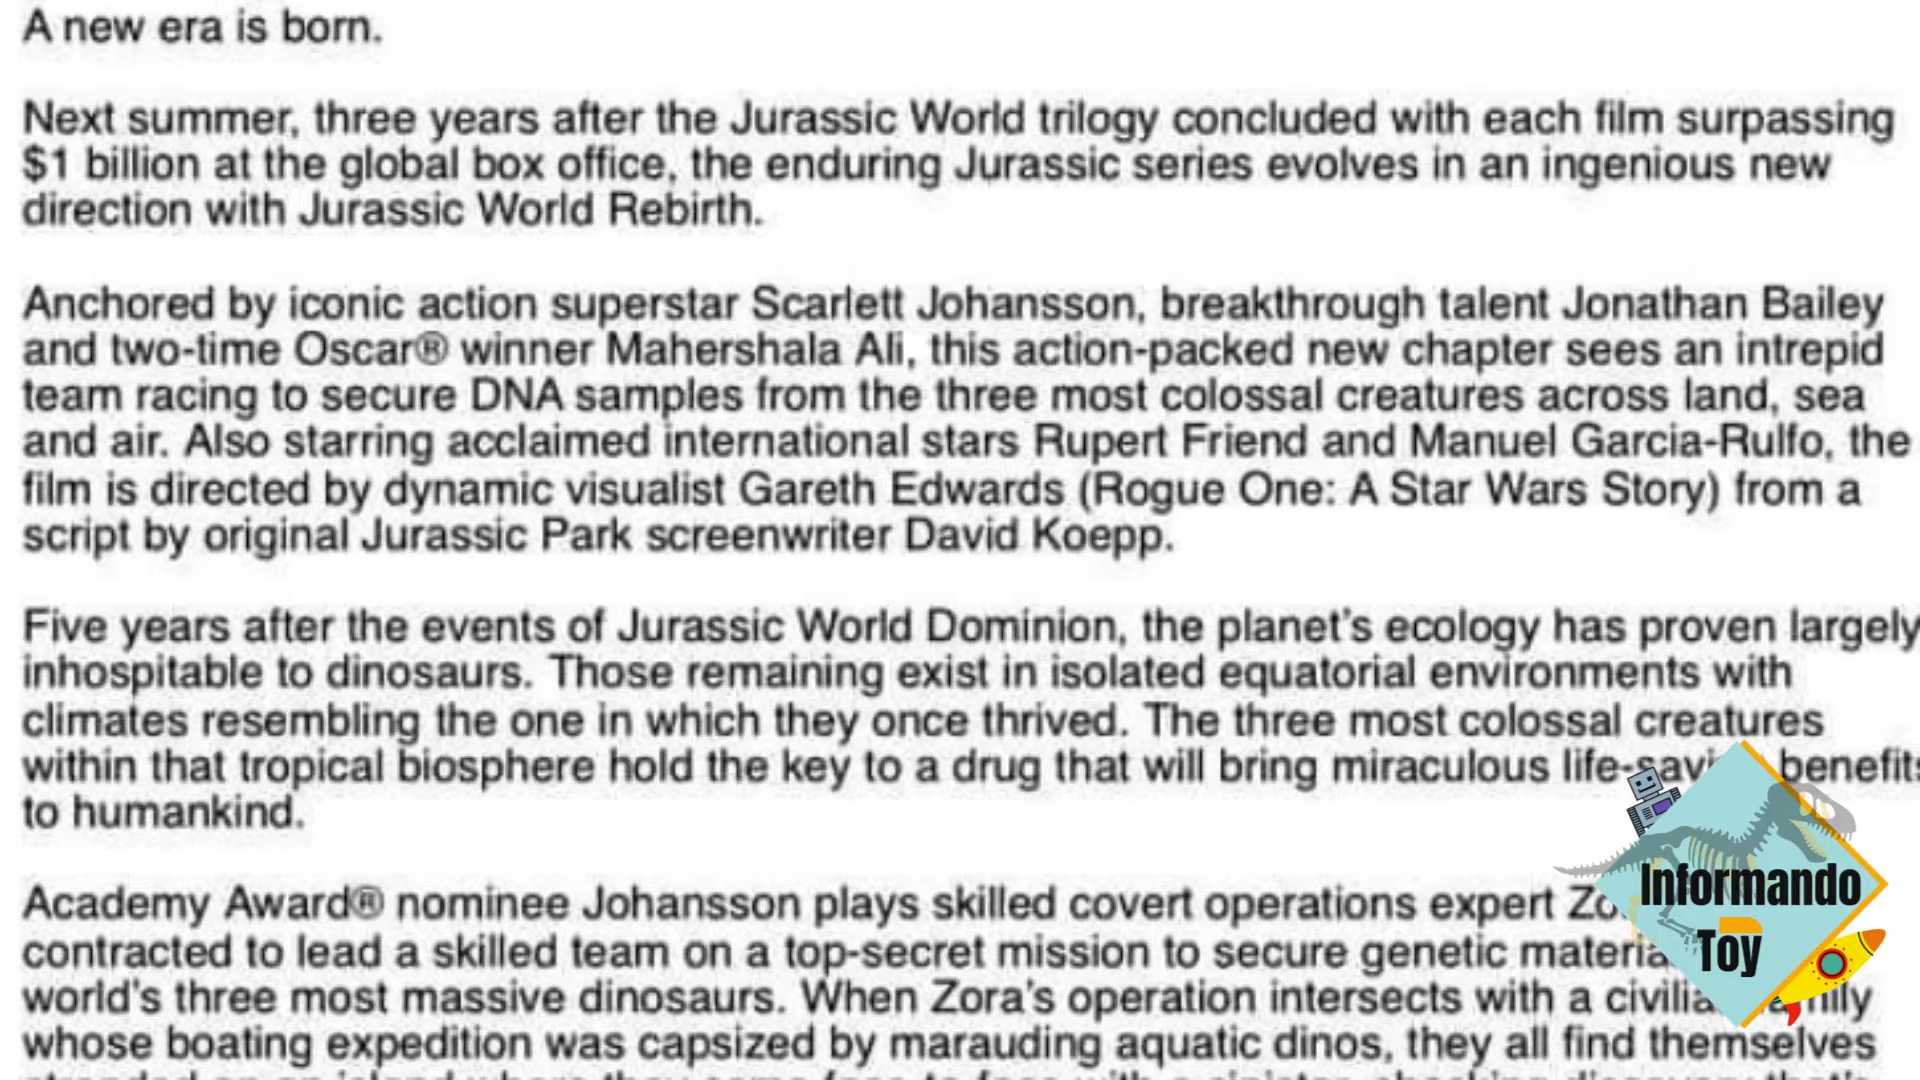 A new era is born.
Next summer, three years after the Jurassic World trilogy concluded with each film surpassing
$1 billion at the global box office, the enduring Jurassic series evolves in an ingenious new
direction with Jurassic World Rebirth.
Anchored by iconic action superstar Scarlett Johansson, breakthrough talent Jonathan Bailey
and two-time Oscar® winner Mahershala Ali, this action-packed new chapter sees an intrepid
team racing to secure DNA samples from the three most colossal creatures across land, sea
and air. Also starring acclaimed international stars Rupert Friend and Manuel Garcia-Rulfo, the
film is directed by dynamic visualist Gareth Edwards (Rogue One: A Star Wars Story) from a
script by original Jurassic Park screenwriter David Koepp.
Five years after the events of Jurassic World Dominion, the planet's ecology has proven largely
inhospitable to dinosaurs. Those remaining exist in isolated equatorial environments with
climates resembling the one in which they once thrived. The three most colossal creatures
within that tropical biosphere hold the key to a drug that will bring miraculous benefits
to humankind.
Academy Award® nominee Johansson plays skilled covert operations expert
contracted to lead a skilled team on a top-secret mission to secure genetic
world's three most massive dinosaurs. When Zora's operation intersects with a
whose boating expedition was capsized by marauding aquatic dinos, they all find themselves
Informando
Toy